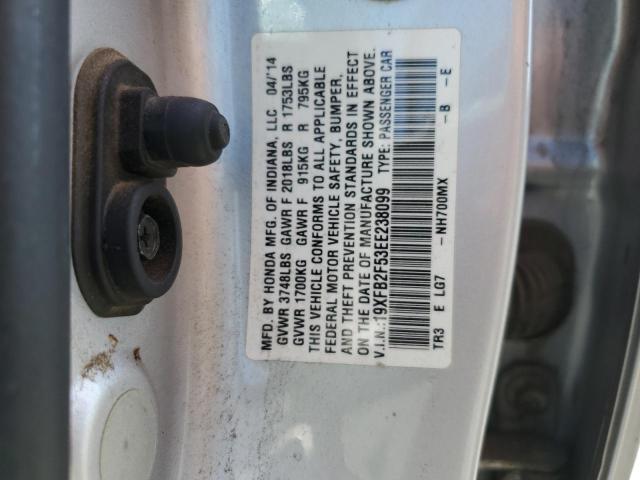 MFD. BY HONDA MFG. OF INDIANA, LLC 04/'14
GVWR 3748LBS GAWR F 2018LBS R 1753LBS
GVWR 1700KG GAWR F 915KG R 795KG
THIS VEHICLE CONFORMS TO ALL APPLICABLE
FEDERAL MOTOR VEHICLE SAFETY, BUMPER,
AND THEFT PREVENTION STANDARDS IN EFFECT
ON THE DATE OF MANUFACTURE SHOWN ABOVE.
V.I.N.: 19XFB2F53EE238099 TYPE: PASSENGER CAR
TR3 E LG7 -NH700MX -B -E